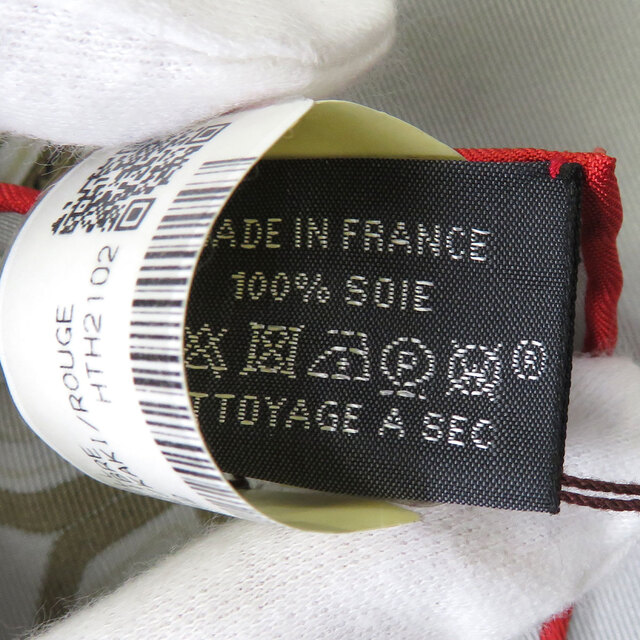 ADE IN FRANCE
100% SOIE
TTOYAGE A SEC
/ROUGE
HTH2102